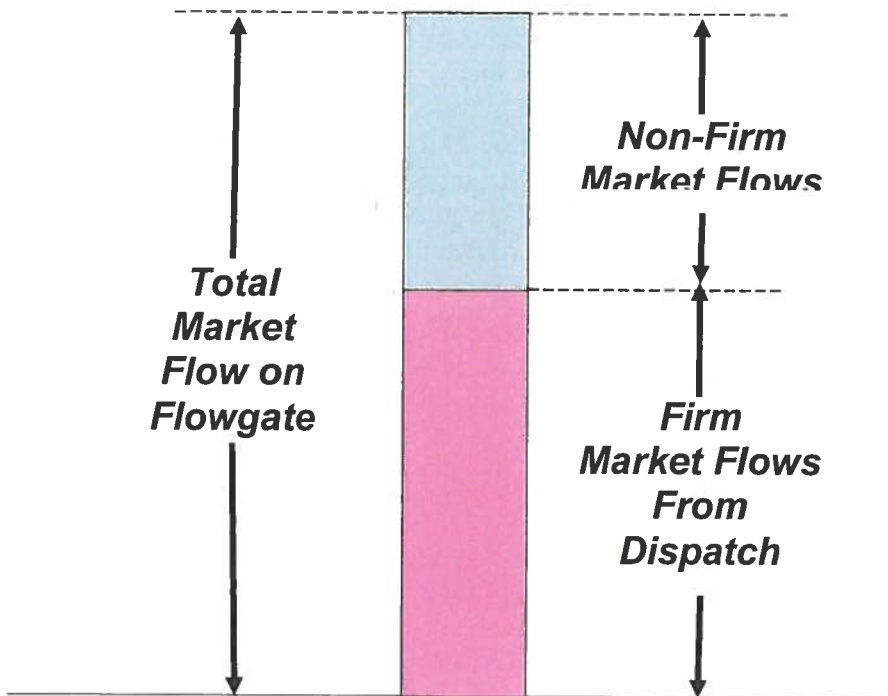 Non-Firm
Market Flows
Total
Market
Flow on
Flowgate
Firm
Market Flows
From
Dispatch